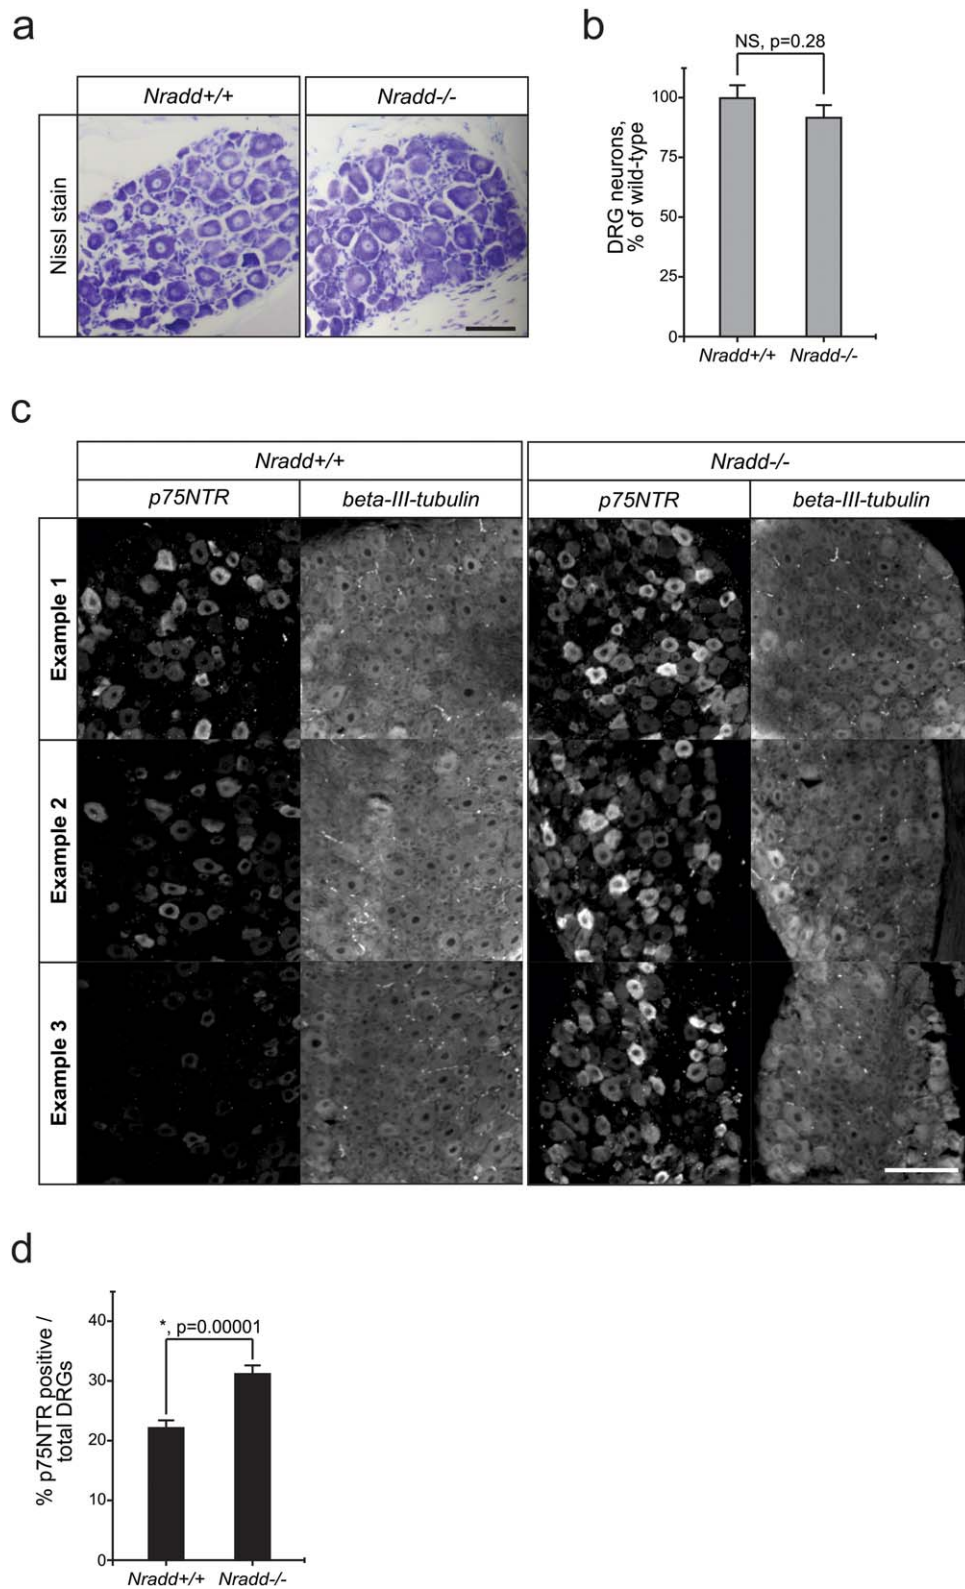 a
Nradd+/+ Nradd-/-
Nissl stain
b
NS, p=0.28
DRG neurons,
% of wild-type
100
75
50
25
0
Nradd+/+ Nradd-/-
c
Nradd+/+ Nradd-/-
p75NTR beta-III-tubulin p75NTR beta-III-tubulin
Example 1
Example 2
Example 3
d
*, p=0.00001
% p75NTR positive /
total DRGs
40
30
20
10
0
Nradd+/+ Nradd-/-